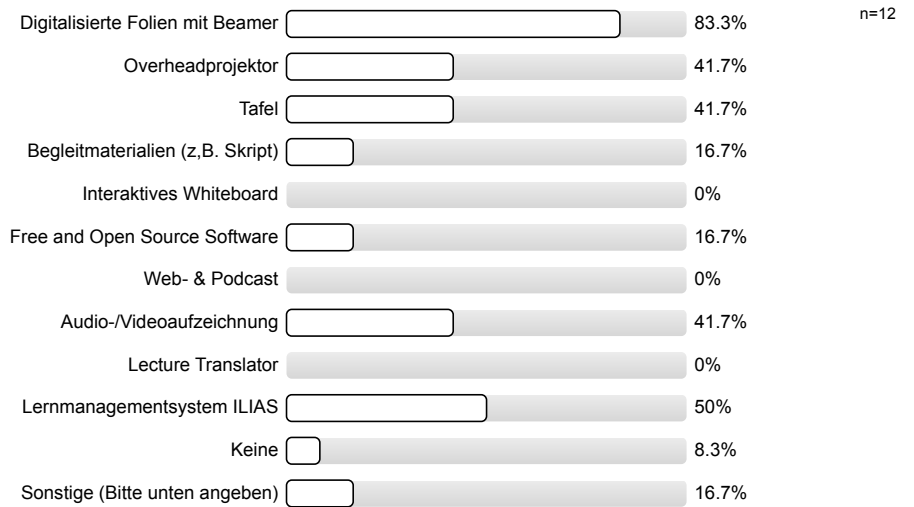 Digitalisierte Folien mit Beamer 83.3% n=12
Overheadprojektor 41.7%
Tafel 41.7%
Begleitmaterialien (z,B. Skript) 16.7%
Interaktives Whiteboard 0%
Free and Open Source Software 16.7%
Web- & Podcast 0%
Audio-/Videoaufzeichnung 41.7%
Lecture Translator 0%
Lernmanagementsystem ILIAS 50%
Keine 8.3%
Sonstige (Bitte unten angeben) 16.7%